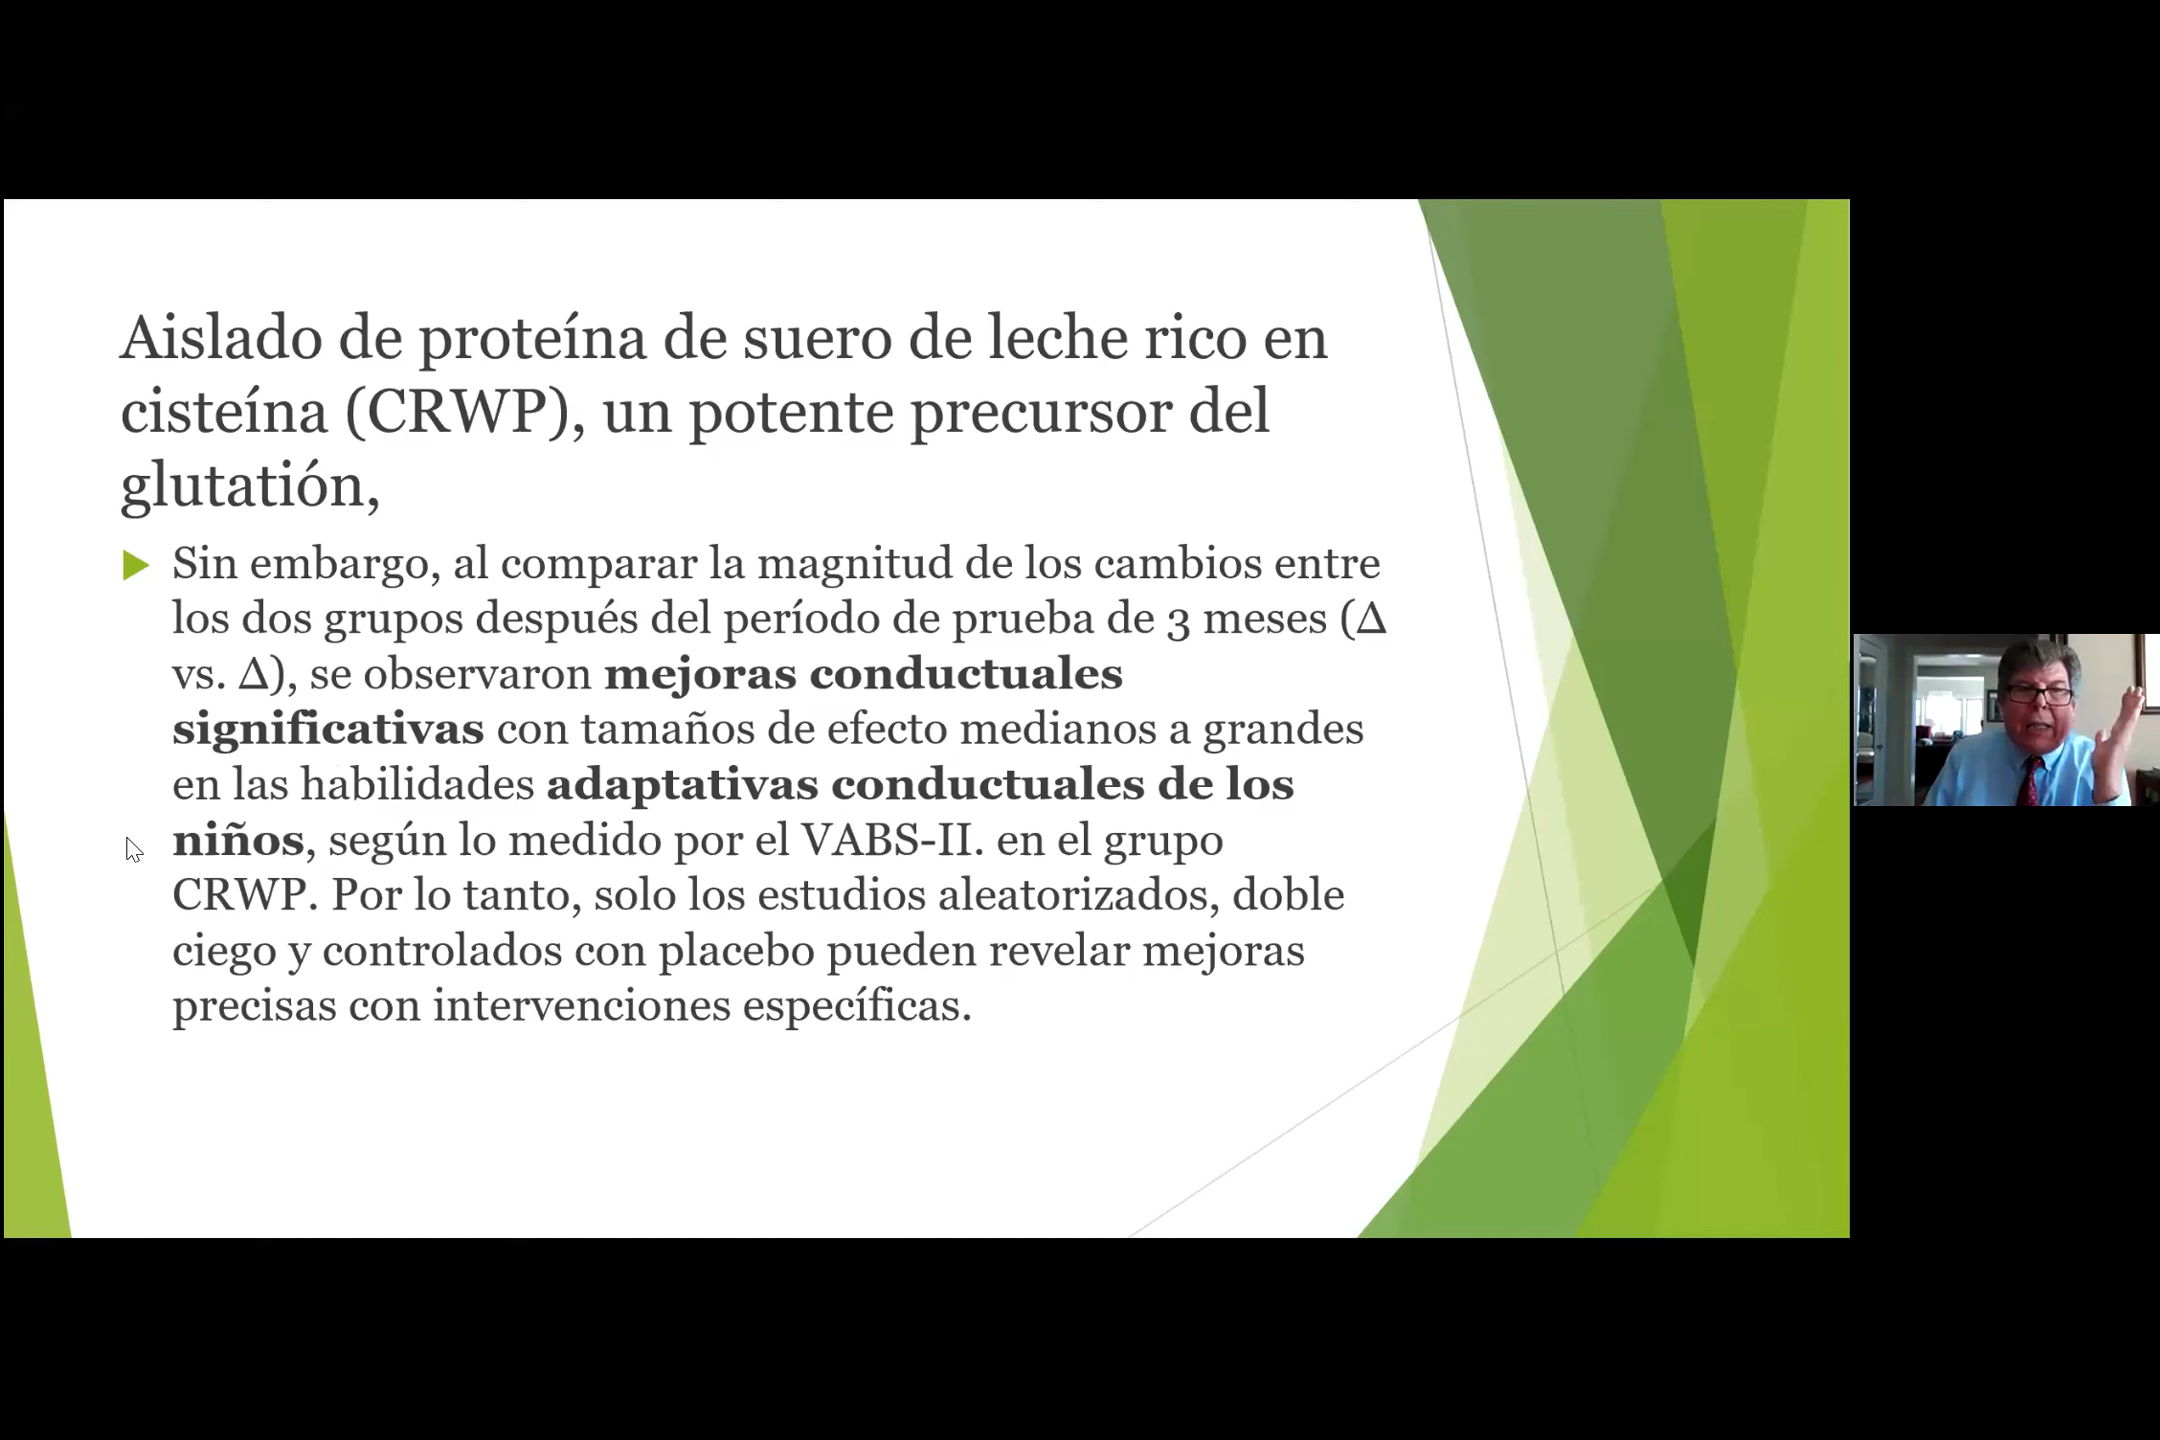 Aislado de proteína de suero de leche rico en
cisteína (CRWP), un potente precursor del
glutatión,
Sin embargo, al comparar la magnitud de los cambios entre
los dos grupos después del período de prueba de 3 meses (Δ
vs. Δ), se observaron mejoras conductuales
significativas con tamaños de efecto medianos a grandes
en las habilidades adaptativas conductuales de los
niños, según lo medido por el VABS-II. en el grupo
CRWP. Por lo tanto, solo los estudios aleatorizados, doble
ciego y controlados con placebo pueden revelar mejoras
precisas con intervenciones específicas.